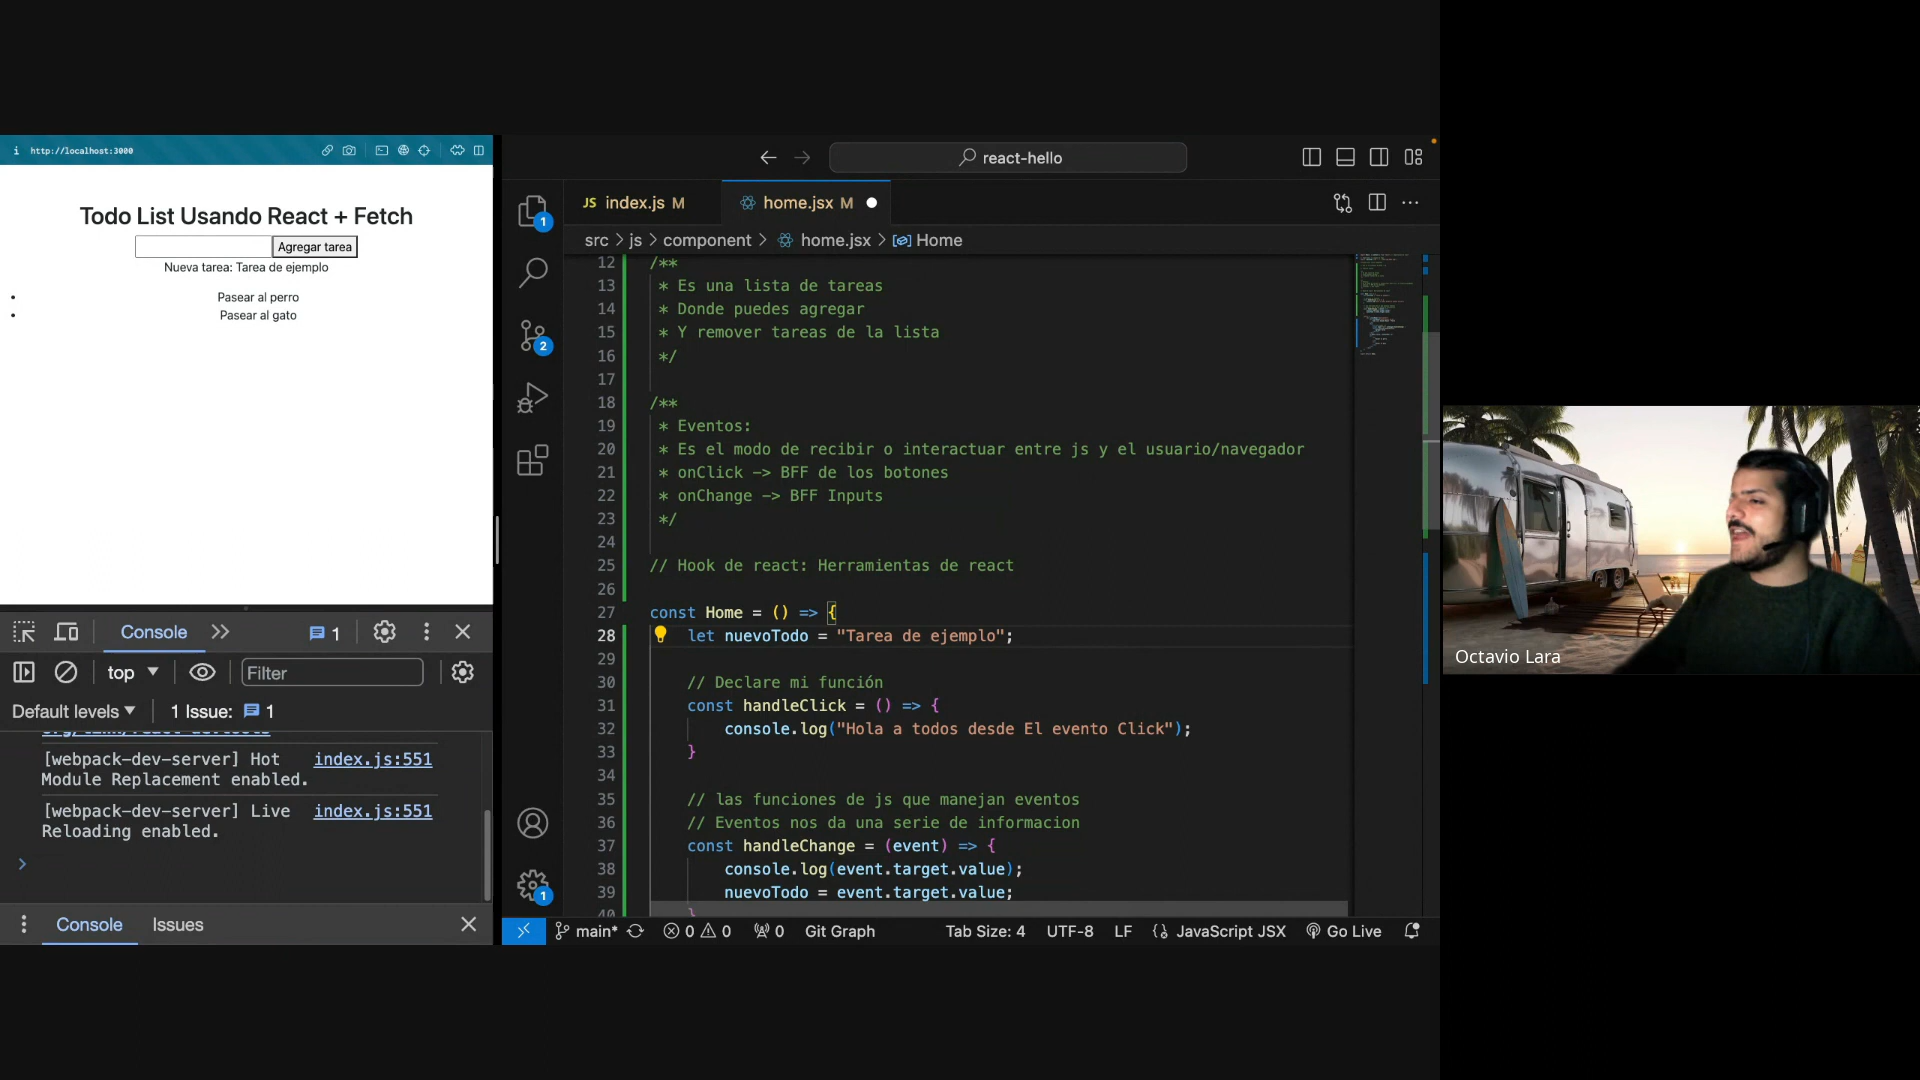 i http://localhost:3000
Todo List Usando React + Fetch
Agregar tarea
Nueva tarea: Tarea de ejemplo
Pasear al perro
Pasear al gato
Console
1
top
Filter
Default levels
1 Issue: 1
[webpack-dev-server] Hot Module Replacement enabled.
index.js:551
[webpack-dev-server] Live Reloading enabled.
index.js:551
Console Issues
react-hello
JS index.js M
home.jsx M
src > js > component > home.jsx > Home
12 /**
13 * Es una lista de tareas
14 * Donde puedes agregar
15 * Y remover tareas de la lista
16 */
17
18 /**
19 * Eventos:
20 * Es el modo de recibir o interactuar entre js y el usuario/navegador
21 * onClick -> BFF de los botones
22 * onChange -> BFF Inputs
23 */
24
25 // Hook de react: Herramientas de react
26
27 const Home = () => {
28 let nuevoTodo = "Tarea de ejemplo";
29
30 // Declare mi función
31 const handleClick = () => {
32 console.log("Hola a todos desde El evento Click");
33 }
34
35 // las funciones de js que manejan eventos
36 // Eventos nos da una serie de informacion
37 const handleChange = (event) => {
38 console.log(event.target.value);
39 nuevoTodo = event.target.value;
40 }
1
2
1
main* 0 0 0 Git Graph Tab Size: 4 UTF-8 LF {} JavaScript JSX Go Live
Octavio Lara